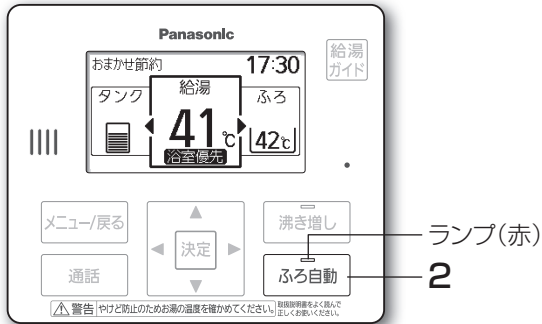 Panasonic
給湯
ガイド
おまかせ節約 17:30
タンク 給湯 ふろ
41℃ 42℃
浴室優先
メニュー/戻る 沸き増し
決定
通話 ふろ自動
ランプ(赤)
2
警告 やけど防止のためお湯の温度を確かめてください。 取扱説明書をよく読んで
正しくお使いください。